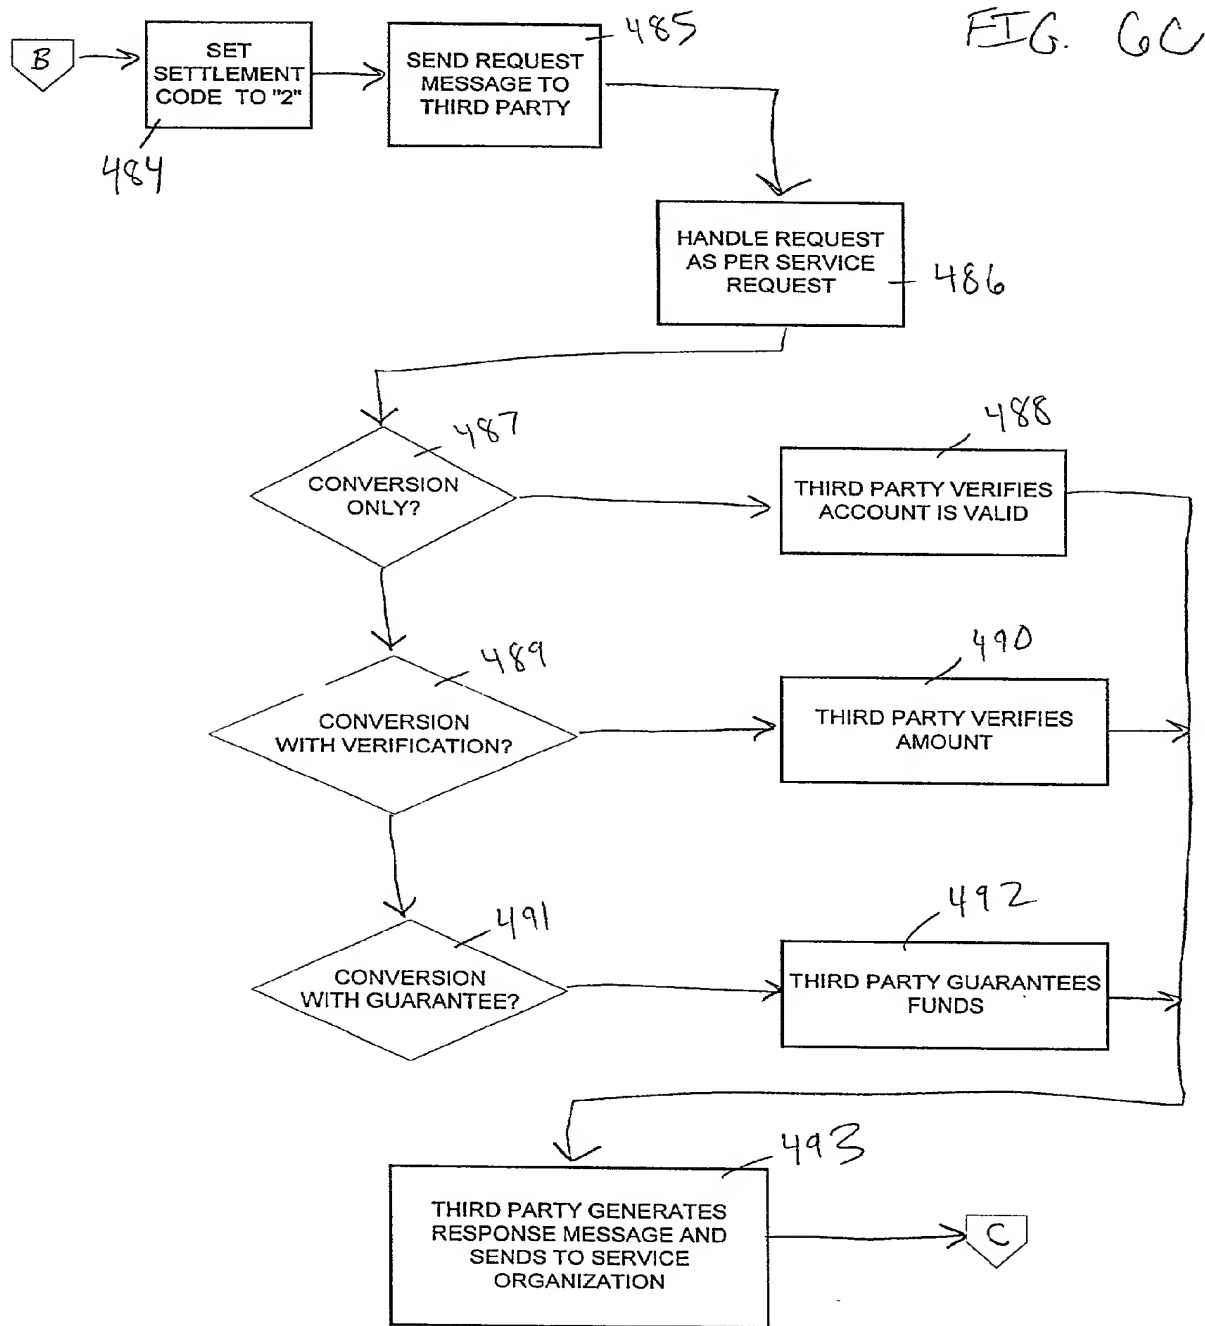 FIG. 6C
B
SET
SETTLEMENT
CODE TO "2"
484
SEND REQUEST
MESSAGE TO
THIRD PARTY
485
HANDLE REQUEST
AS PER SERVICE
REQUEST
486
CONVERSION
ONLY?
487
THIRD PARTY VERIFIES
ACCOUNT IS VALID
488
CONVERSION
WITH VERIFICATION?
489
THIRD PARTY VERIFIES
AMOUNT
490
CONVERSION
WITH GUARANTEE?
491
THIRD PARTY GUARANTEES
FUNDS
492
THIRD PARTY GENERATES
RESPONSE MESSAGE AND
SENDS TO SERVICE
ORGANIZATION
493
C